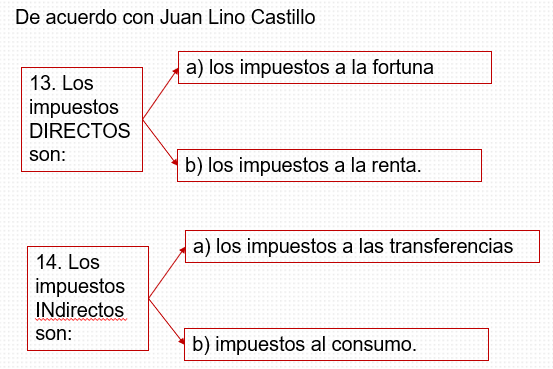 De acuerdo con Juan Lino Castillo
13. Los
impuestos
DIRECTOS
son:
a) los impuestos a la fortuna
b) los impuestos a la renta.
14. Los
impuestos
INdirectos
son:
a) los impuestos a las transferencias
b) impuestos al consumo.